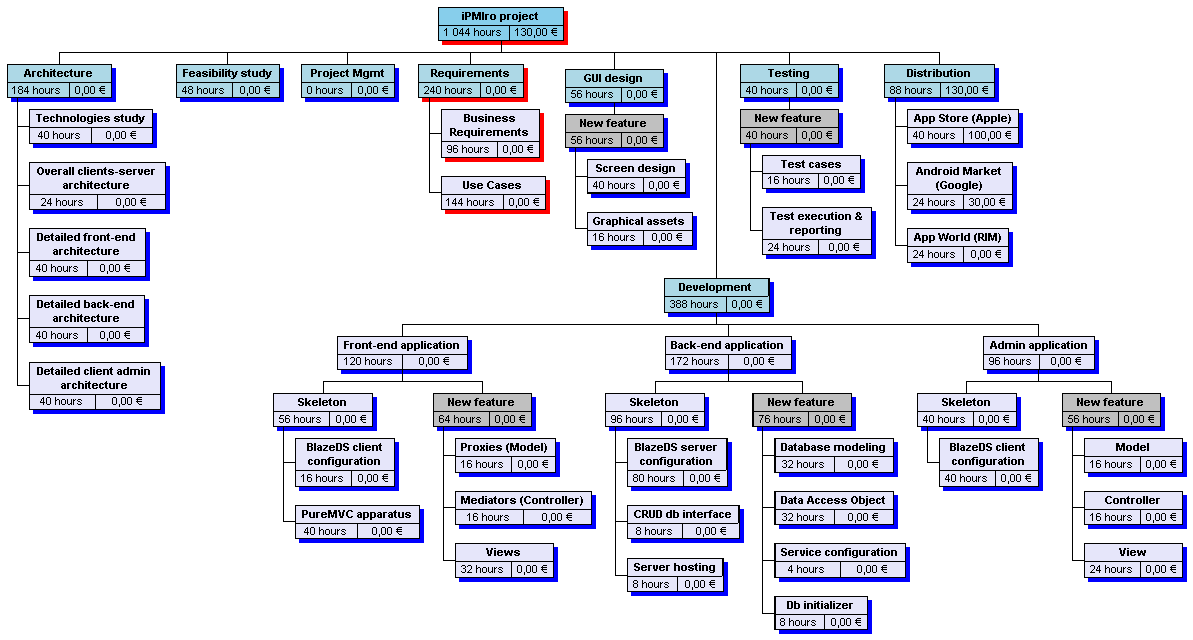 iPMIro project
1 044 hours 130,00 €
Architecture
184 hours 0,00 €
Technologies study
40 hours 0,00 €
Overall clients-server
architecture
24 hours 0,00 €
Detailed front-end
architecture
40 hours 0,00 €
Detailed back-end
architecture
40 hours 0,00 €
Detailed client admin
architecture
40 hours 0,00 €
Feasibility study
48 hours 0,00 €
Project Mgmt
0 hours 0,00 €
Requirements
240 hours 0,00 €
Business
Requirements
96 hours 0,00 €
Use Cases
144 hours 0,00 €
GUI design
56 hours 0,00 €
New feature
56 hours 0,00 €
Screen design
40 hours 0,00 €
Graphical assets
16 hours 0,00 €
Testing
40 hours 0,00 €
New feature
40 hours 0,00 €
Test cases
16 hours 0,00 €
Test execution &
reporting
24 hours 0,00 €
Distribution
88 hours 130,00 €
App Store (Apple)
40 hours 100,00 €
Android Market
(Google)
24 hours 30,00 €
App World (RIM)
24 hours 0,00 €
Development
388 hours 0,00 €
Front-end application
120 hours 0,00 €
Skeleton
56 hours 0,00 €
BlazeDS client
configuration
16 hours 0,00 €
PureMVC apparatus
40 hours 0,00 €
New feature
64 hours 0,00 €
Proxies (Model)
16 hours 0,00 €
Mediators (Controller)
16 hours 0,00 €
Views
32 hours 0,00 €
Back-end application
172 hours 0,00 €
Skeleton
96 hours 0,00 €
BlazeDS server
configuration
80 hours 0,00 €
CRUD db interface
8 hours 0,00 €
Server hosting
8 hours 0,00 €
New feature
76 hours 0,00 €
Database modeling
32 hours 0,00 €
Data Access Object
32 hours 0,00 €
Service configuration
4 hours 0,00 €
Db initializer
8 hours 0,00 €
Admin application
96 hours 0,00 €
Skeleton
40 hours 0,00 €
BlazeDS client
configuration
40 hours 0,00 €
New feature
56 hours 0,00 €
Model
16 hours 0,00 €
Controller
16 hours 0,00 €
View
24 hours 0,00 €